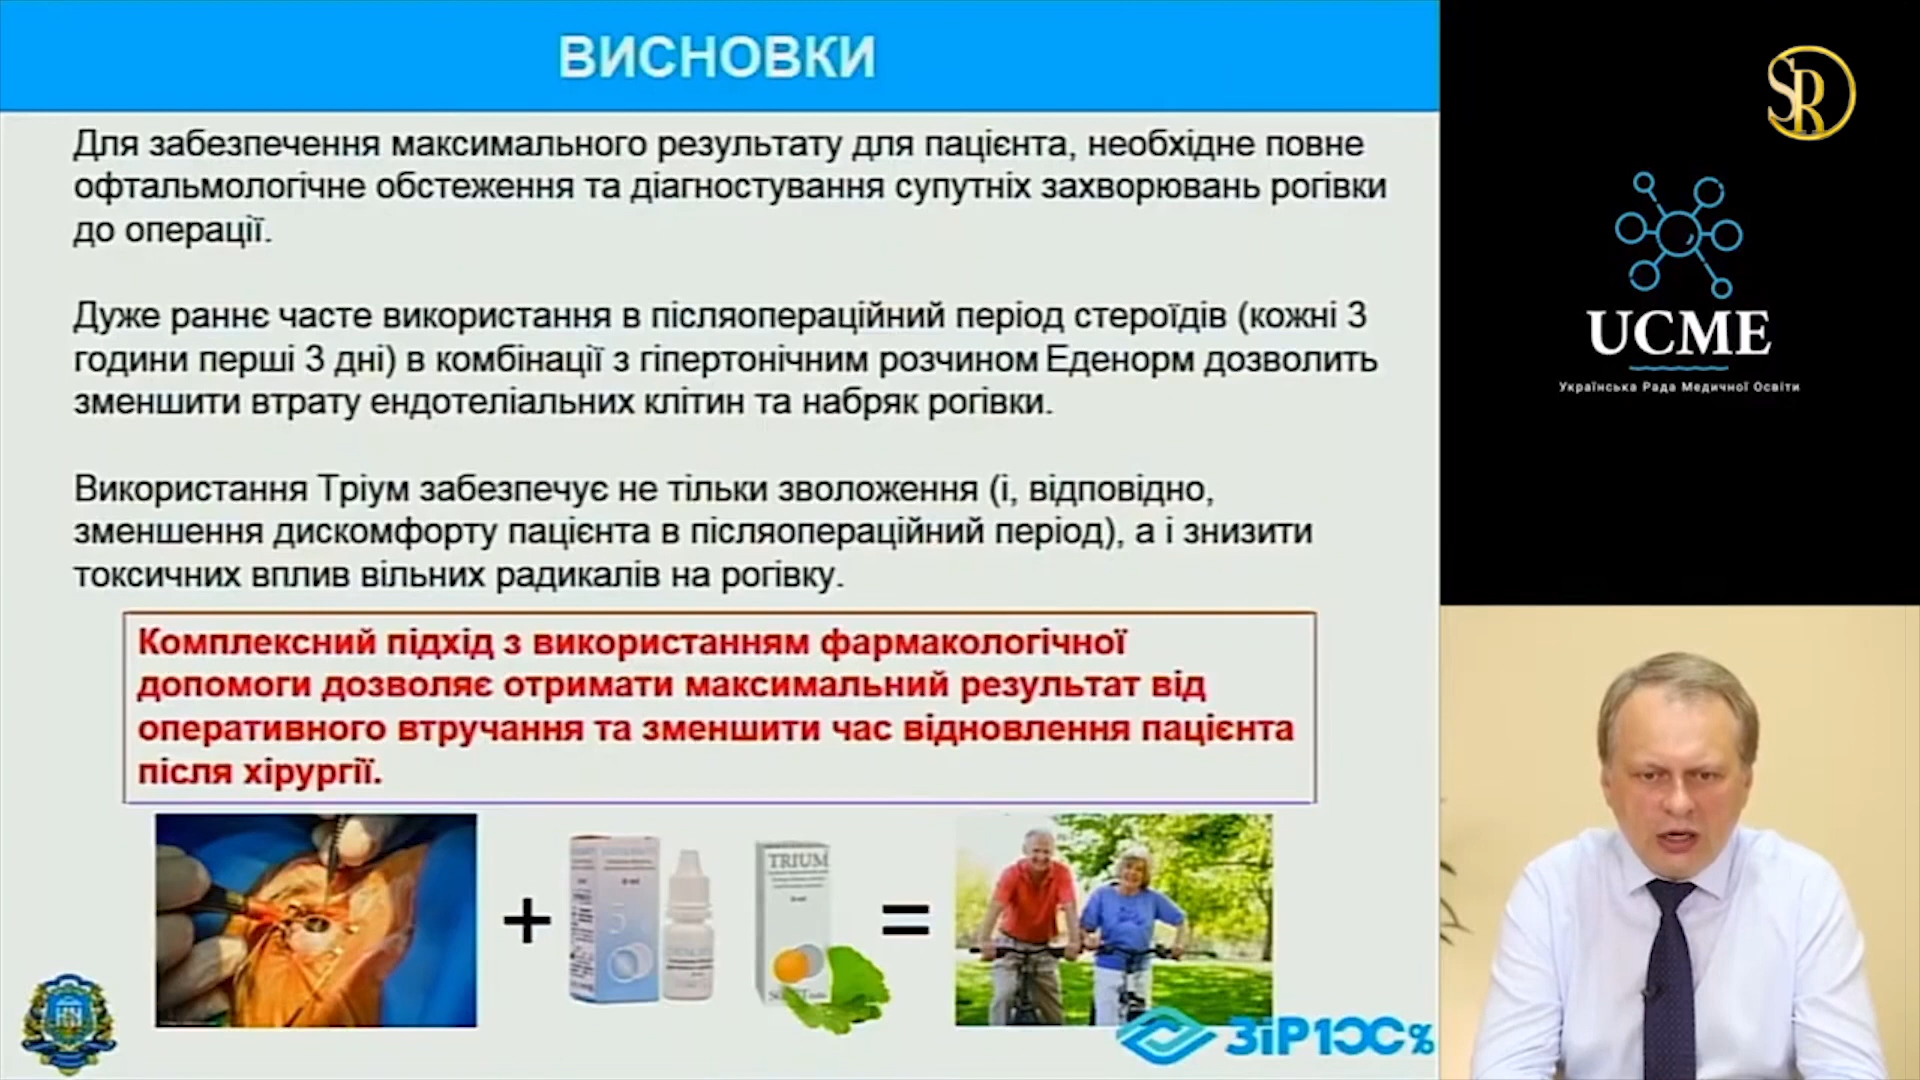 ВИСНОВКИ
Для забезпечення максимального результату для пацієнта, необхідне повне
офтальмологічне обстеження та діагностування супутніх захворювань рогівки
до операції.
Дуже раннє часте використання в післяопераційний період стероїдів (кожні 3
години перші 3 дні) в комбінації з гіпертонічним розчином Еденорм дозволить
зменшити втрату ендотеліальних клітин та набряк рогівки.
Використання Тріум забезпечує не тільки зволоження (і, відповідно,
зменшення дискомфорту пацієнта в післяопераційний період), а і знизити
токсичних вплив вільних радикалів на рогівку.
Комплексний підхід з використанням фармакологічної
допомоги дозволяє отримати максимальний результат від
оперативного втручання та зменшити час відновлення пацієнта
після хірургії.
+
TRIUM
=
ЗіР100%
SR
UCME
Українська Рада Медичної Освіти